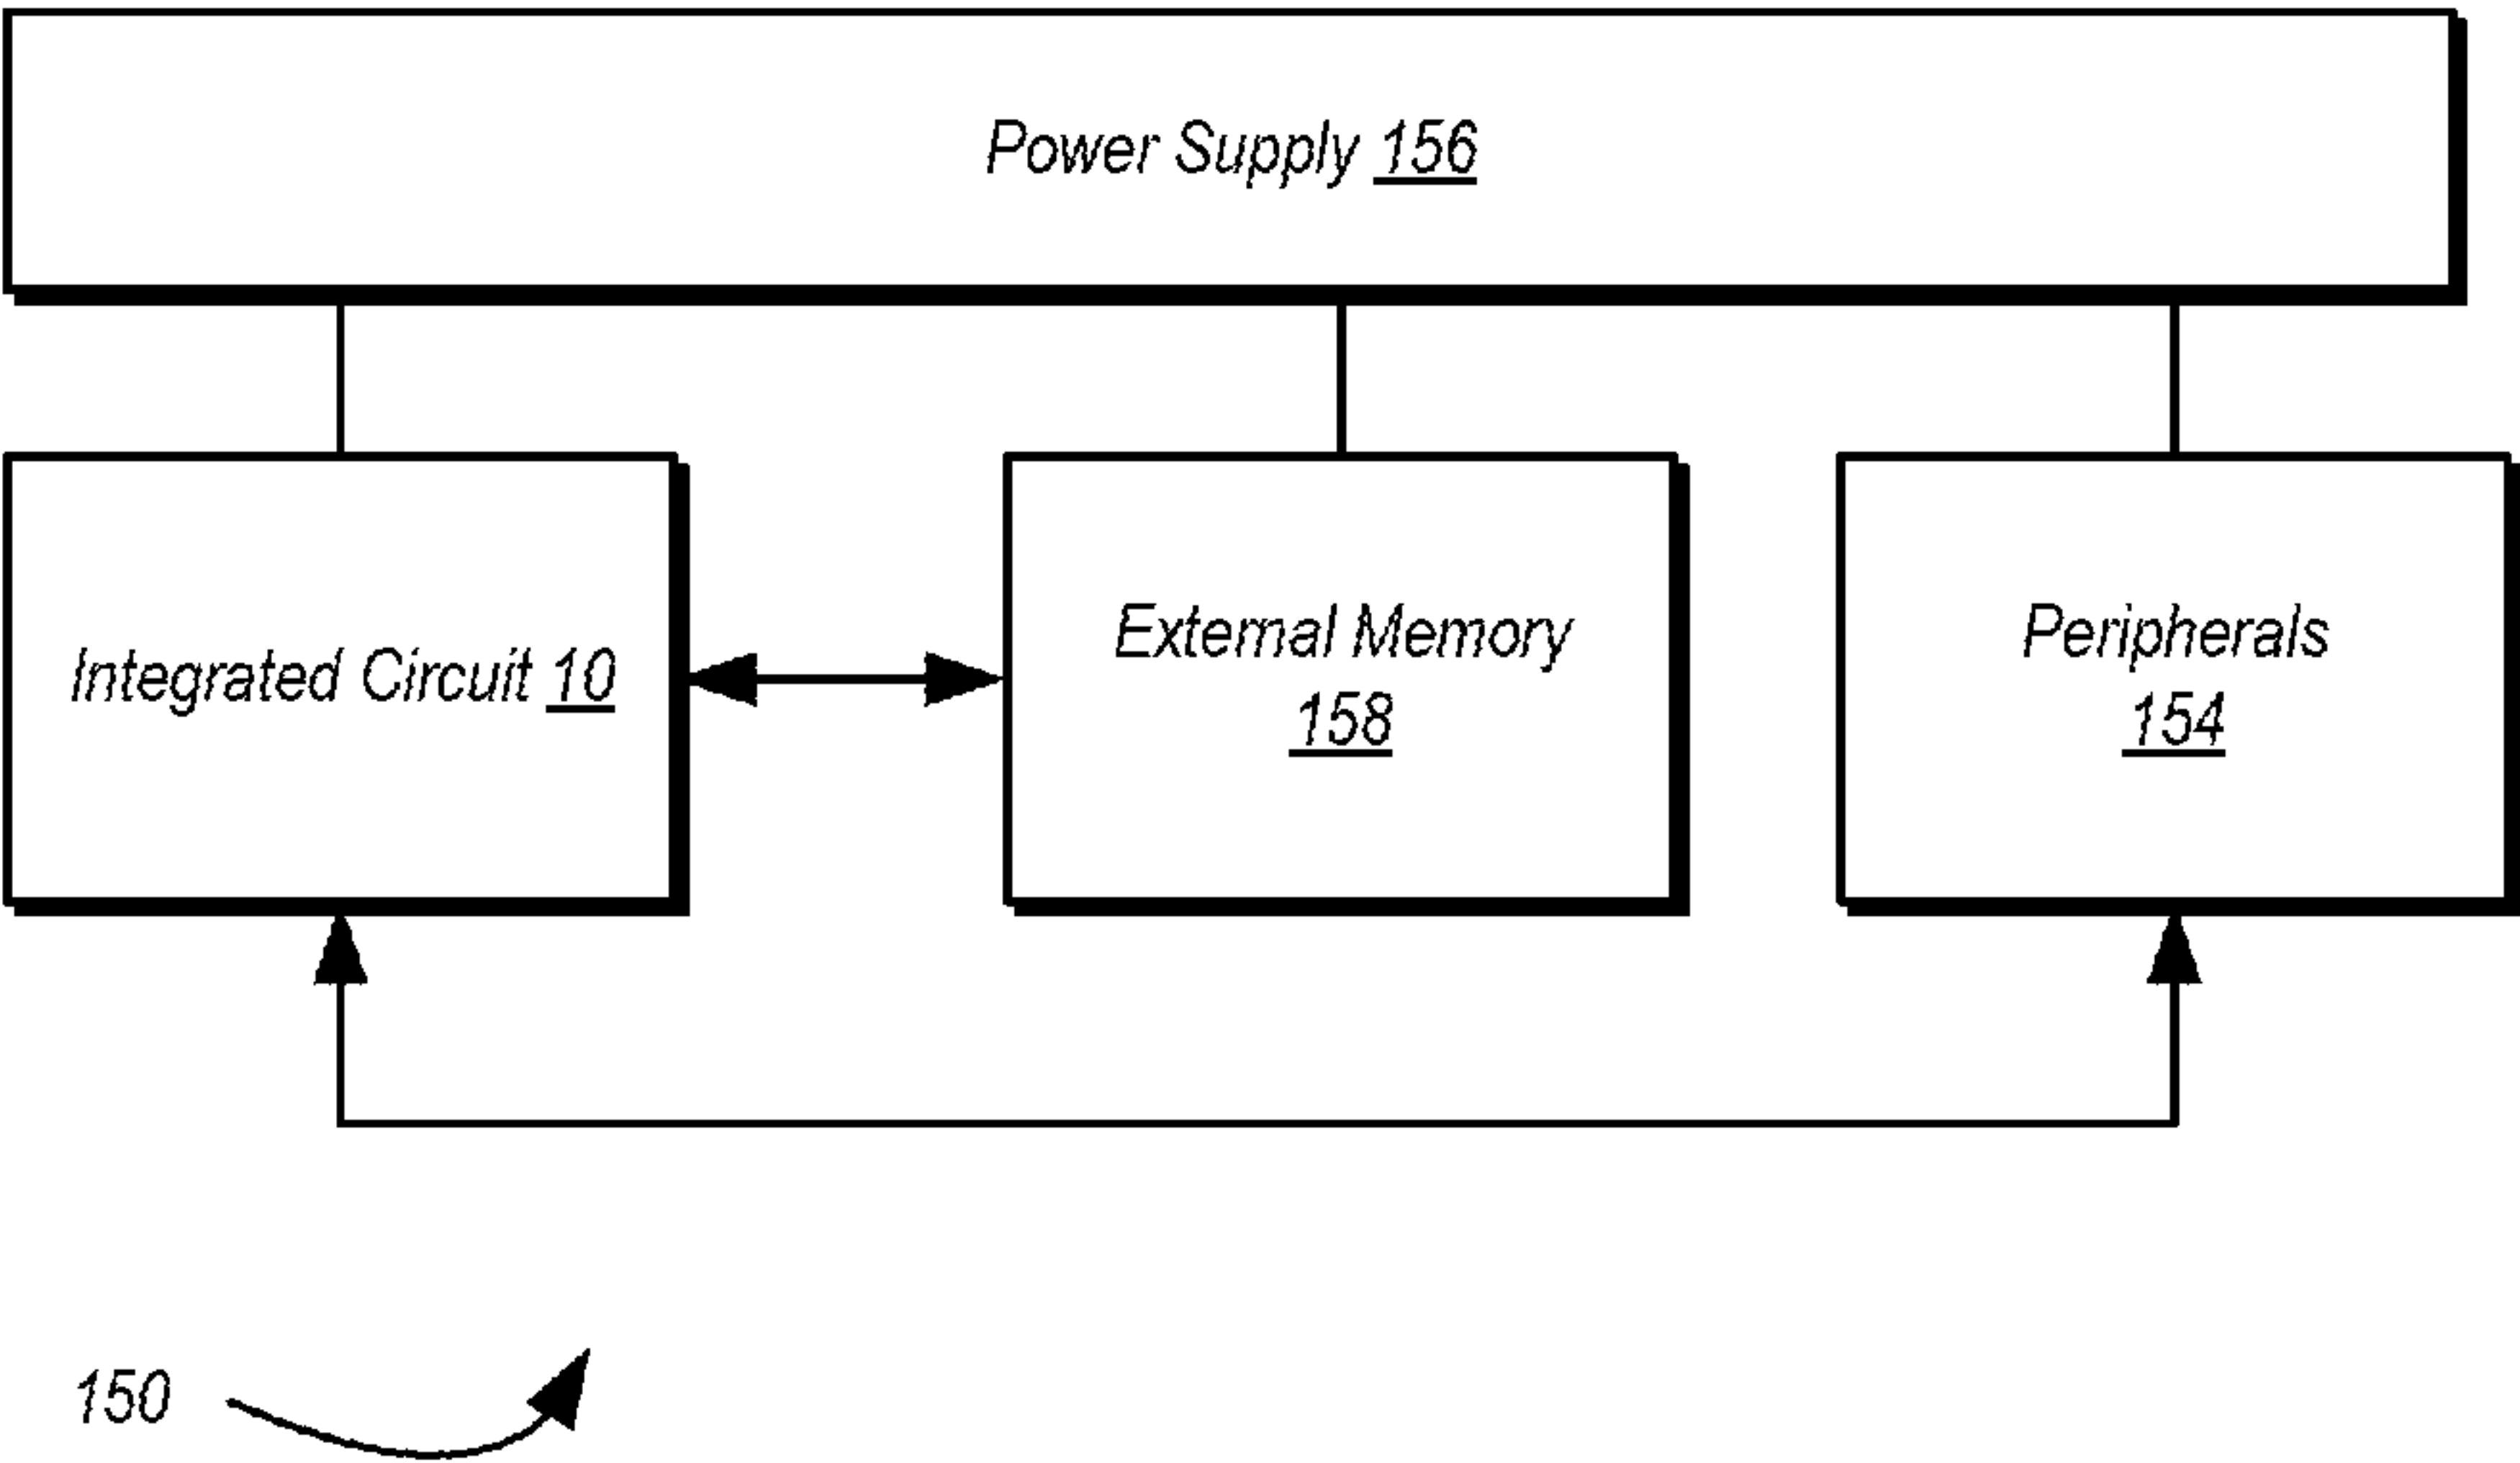 Power Supply 156
Integrated Circuit 10
External Memory
158
Peripherals
154
150